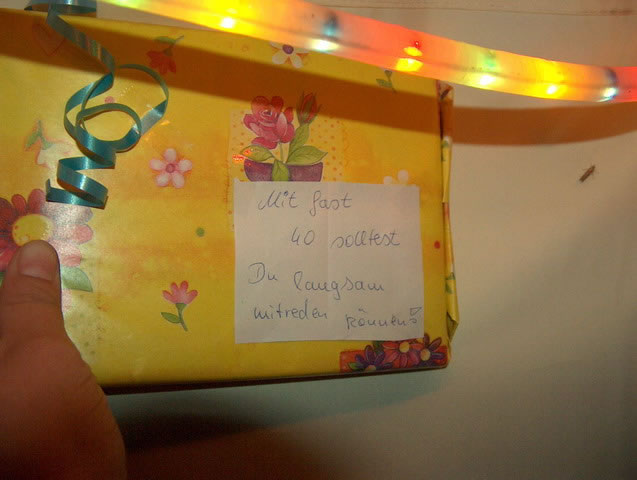 Mit fast
40 solltest
Du langsam
mitreden können!